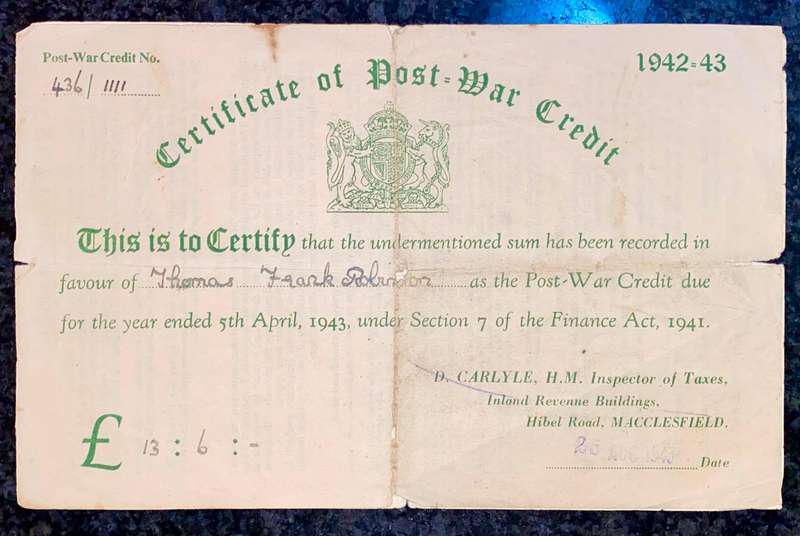 Post-War Credit No.
436/ 1111
1942-43
Certificate of Post-War Credit
This is to Certify that the undermentioned sum has been recorded in
favour of Thomas Frank Robinson as the Post-War Credit due
for the year ended 5th April, 1943, under Section 7 of the Finance Act, 1941.
D. CARLYLE, H.M. Inspector of Taxes,
Inland Revenue Buildings,
Hibel Road, MACCLESFIELD.
£ 13 : 6 : -
1943
Date